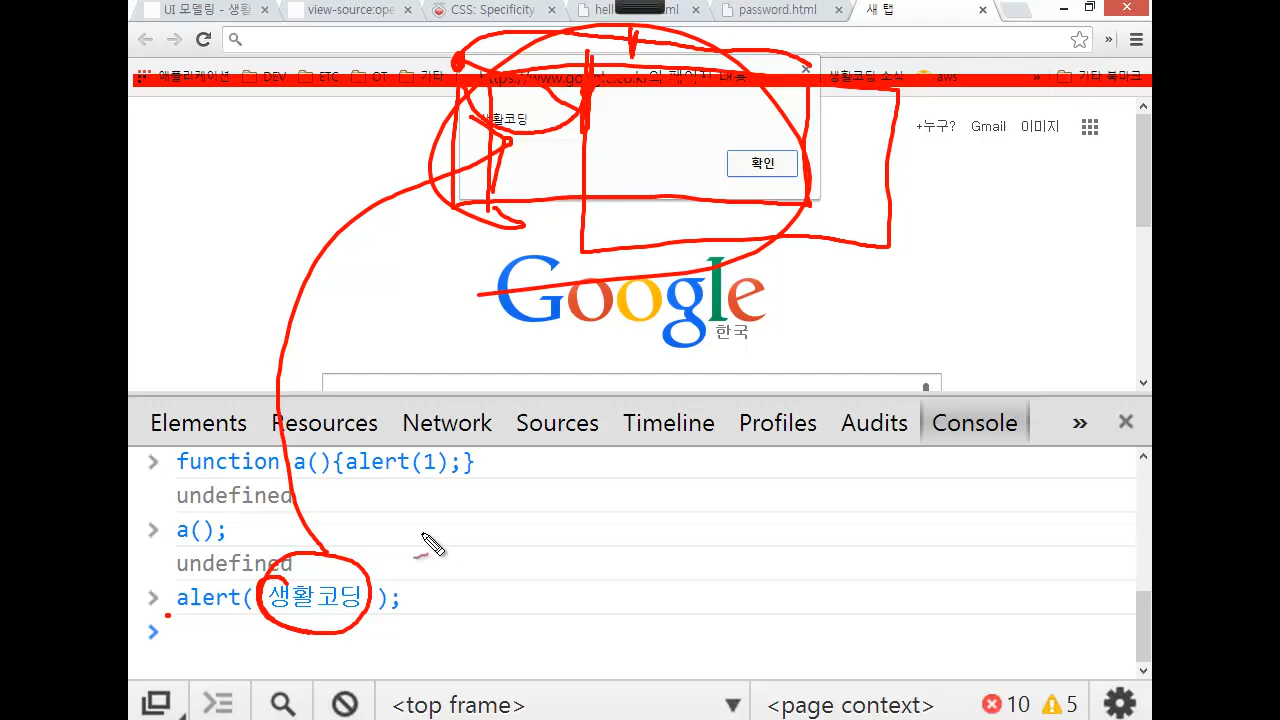 UI 모델링 - 생활
view-source:ope
CSS: Specificity
password.html
새 탭
애플리케이션 DEV ETC OT 기타 생활코딩 소식 aws » 기타 북마크
생활코딩
확인
+누구? Gmail 이미지
Google
한국
Elements Resources Network Sources Timeline Profiles Audits Console »
> function a(){alert(1);}
undefined
> a();
undefined
> alert( 생활코딩 );
>
<top frame> <page context> 10 5